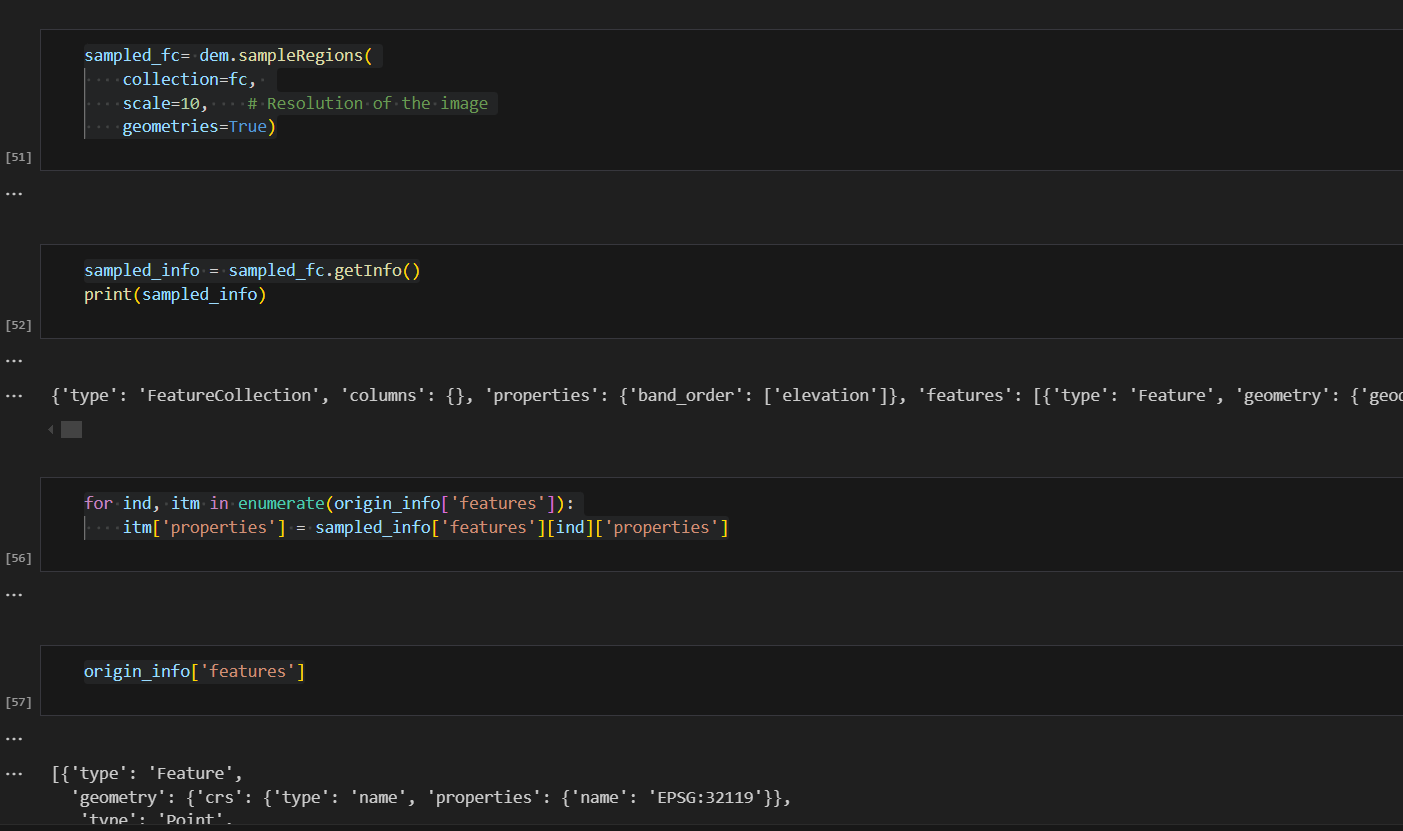 sampled_fc= dem.sampleRegions(
    collection=fc,
    scale=10,    # Resolution of the image
    geometries=True)
[51]
...
sampled_info = sampled_fc.getInfo()
print(sampled_info)
[52]
...
... {'type': 'FeatureCollection', 'columns': {}, 'properties': {'band_order': ['elevation']}, 'features': [{'type': 'Feature', 'geometry': {'geod
for ind, itm in enumerate(origin_info['features']):
    itm['properties'] = sampled_info['features'][ind]['properties']
[56]
...
origin_info['features']
[57]
...
... [{'type': 'Feature',
  'geometry': {'crs': {'type': 'name', 'properties': {'name': 'EPSG:32119'}},
   'type': 'Point',